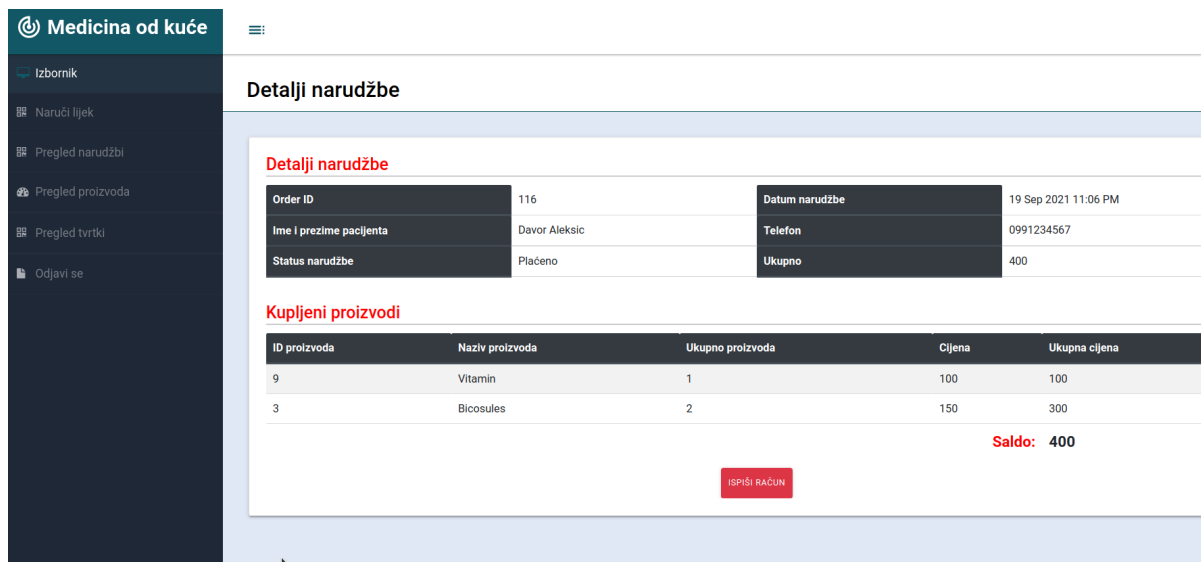 Medicina od kuće
Izbornik
Naruči lijek
Pregled narudžbi
Pregled proizvoda
Pregled tvrtki
Odjavi se
Detalji narudžbe
Detalji narudžbe
Order ID 116 Datum narudžbe 19 Sep 2021 11:06 PM
Ime i prezime pacijenta Davor Aleksic Telefon 0991234567
Status narudžbe Plaćeno Ukupno 400
Kupljeni proizvodi
ID proizvoda Naziv proizvoda Ukupno proizvoda Cijena Ukupna cijena
9 Vitamin 1 100 100
3 Bicosules 2 150 300
Saldo: 400
ISPIŠI RAČUN